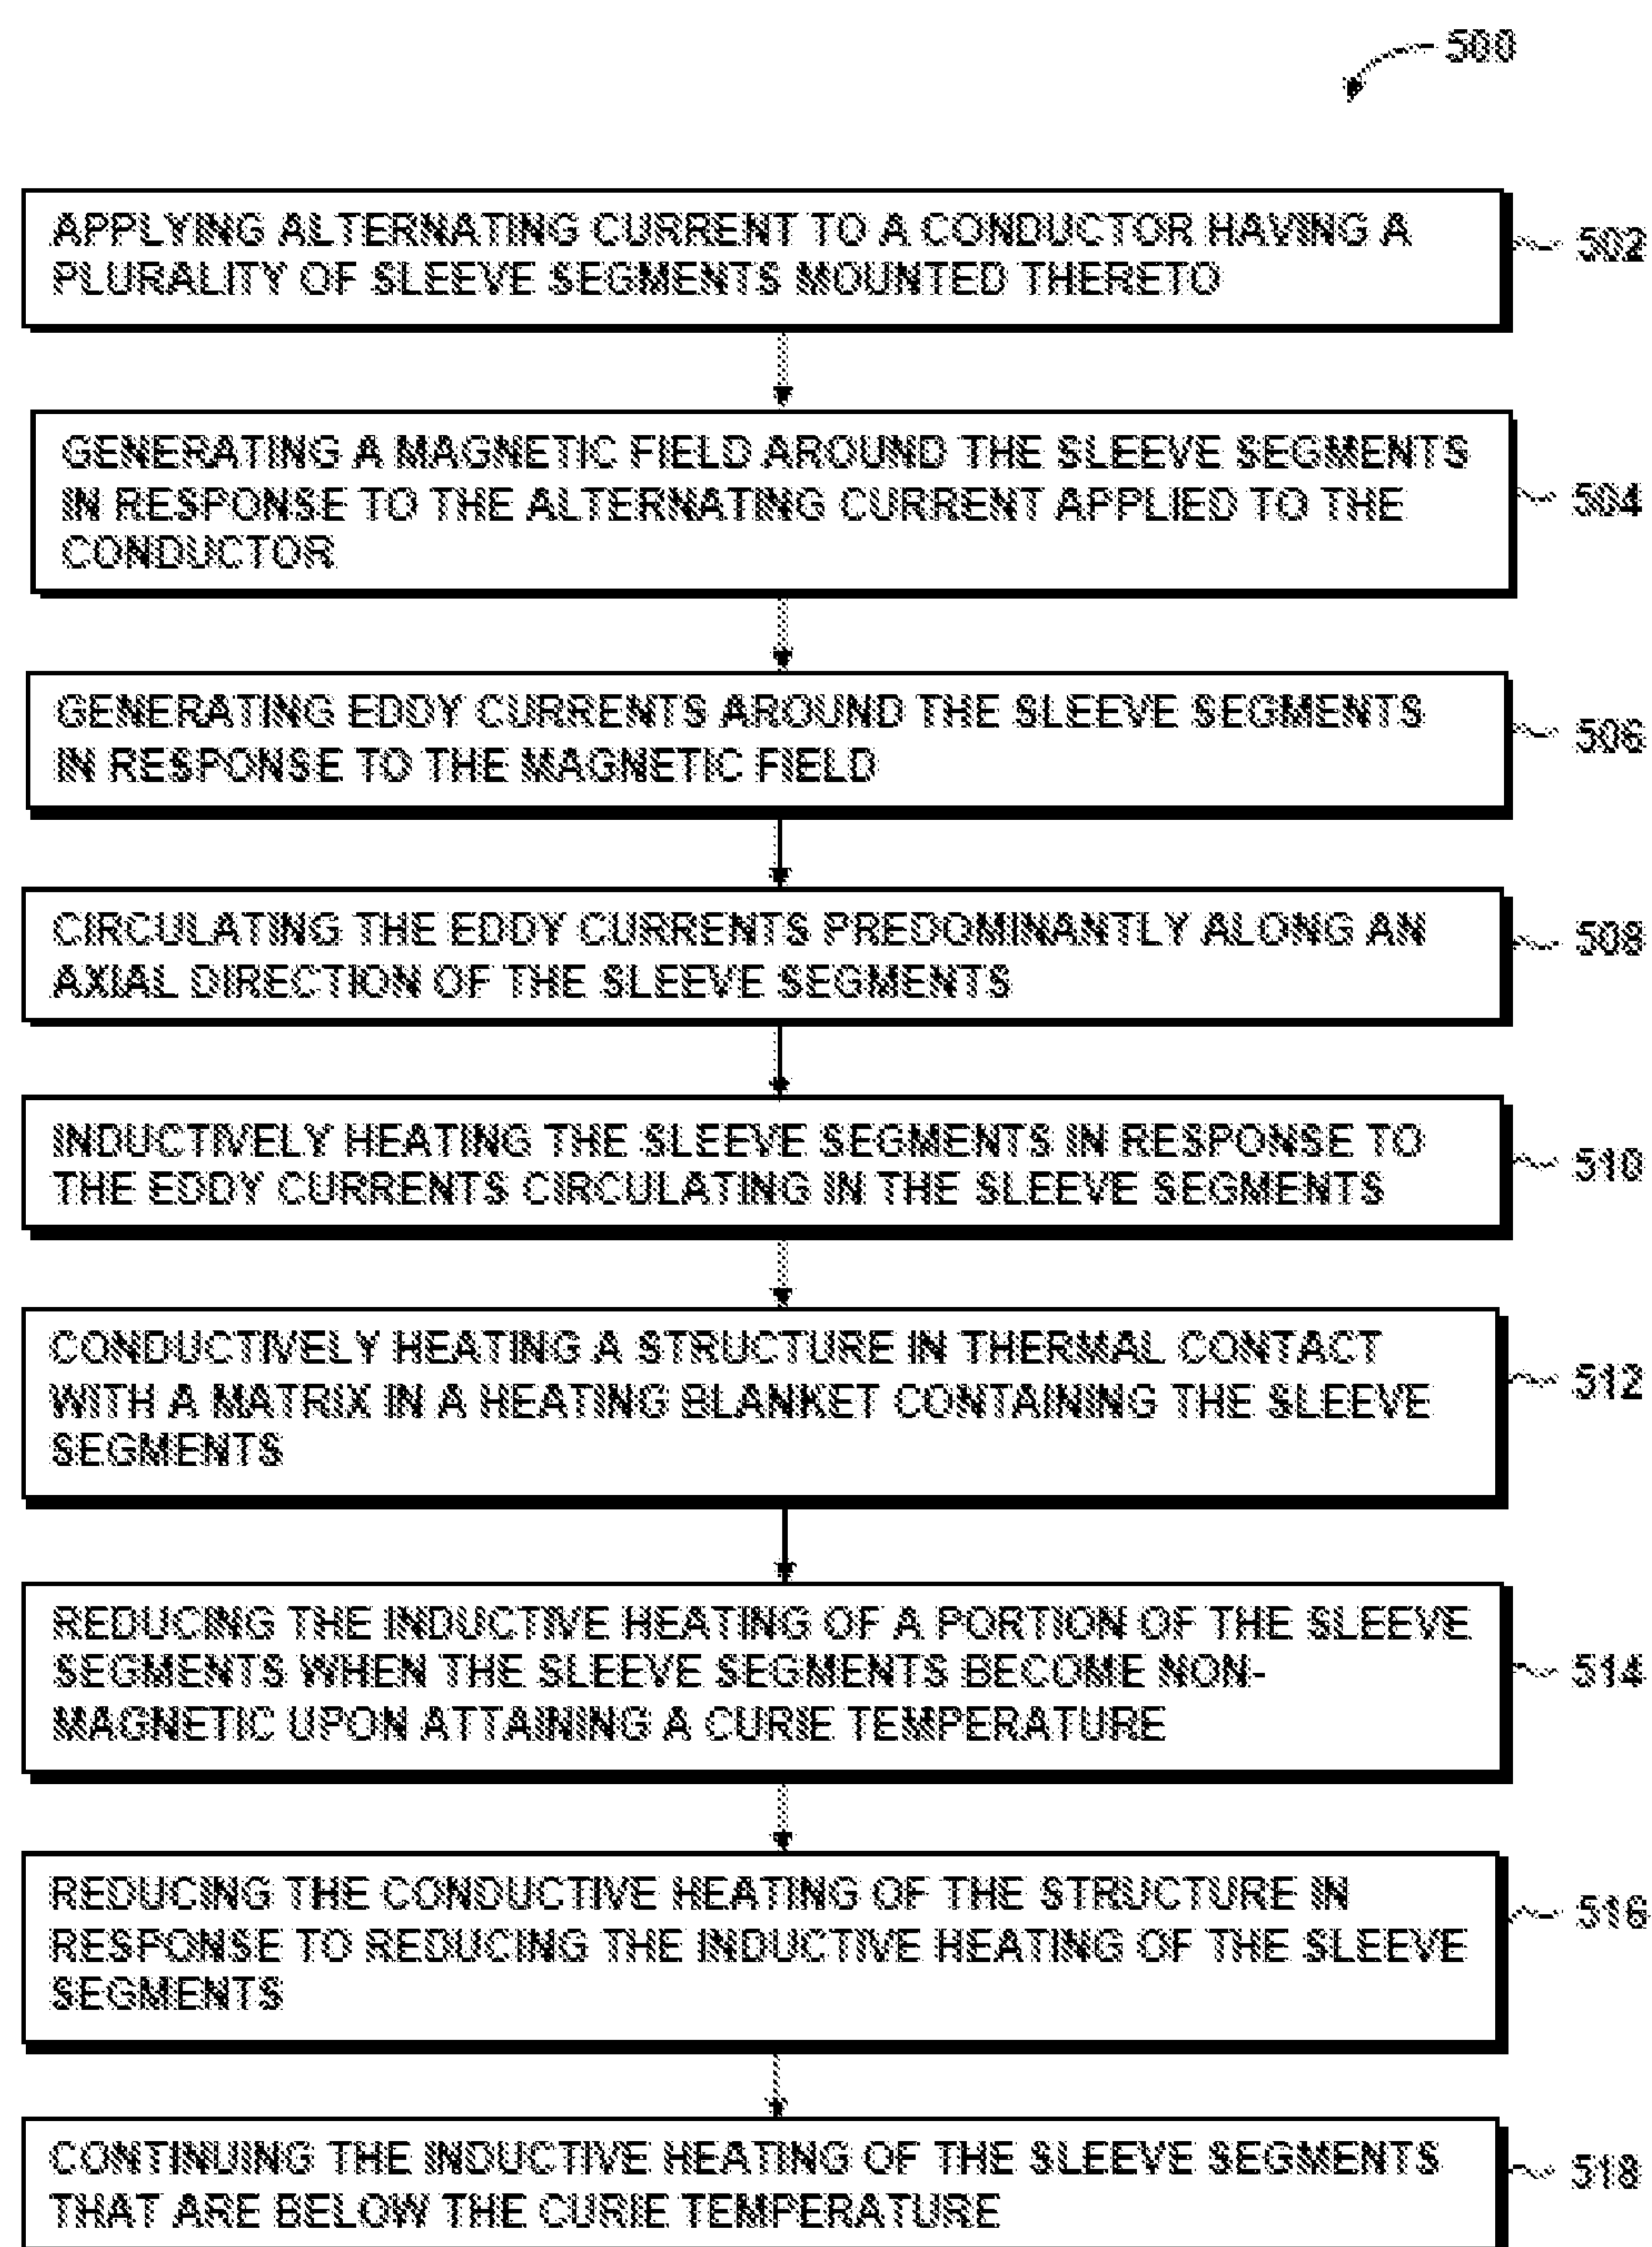 500
APPLYING ALTERNATING CURRENT TO A CONDUCTOR HAVING A
PLURALITY OF SLEEVE SEGMENTS MOUNTED THERETO
502
GENERATING A MAGNETIC FIELD AROUND THE SLEEVE SEGMENTS
IN RESPONSE TO THE ALTERNATING CURRENT APPLIED TO THE
CONDUCTOR
504
GENERATING EDDY CURRENTS AROUND THE SLEEVE SEGMENTS
IN RESPONSE TO THE MAGNETIC FIELD
506
CIRCULATING THE EDDY CURRENTS PREDOMINANTLY ALONG AN
AXIAL DIRECTION OF THE SLEEVE SEGMENTS
508
INDUCTIVELY HEATING THE SLEEVE SEGMENTS IN RESPONSE TO
THE EDDY CURRENTS CIRCULATING IN THE SLEEVE SEGMENTS
510
CONDUCTIVELY HEATING A STRUCTURE IN THERMAL CONTACT
WITH A MATRIX IN A HEATING BLANKET CONTAINING THE SLEEVE
SEGMENTS
512
REDUCING THE INDUCTIVE HEATING OF A PORTION OF THE SLEEVE
SEGMENTS WHEN THE SLEEVE SEGMENTS BECOME NON-
MAGNETIC UPON ATTAINING A CURIE TEMPERATURE
514
REDUCING THE CONDUCTIVE HEATING OF THE STRUCTURE IN
RESPONSE TO REDUCING THE INDUCTIVE HEATING OF THE SLEEVE
SEGMENTS
516
CONTINUING THE INDUCTIVE HEATING OF THE SLEEVE SEGMENTS
THAT ARE BELOW THE CURIE TEMPERATURE
518